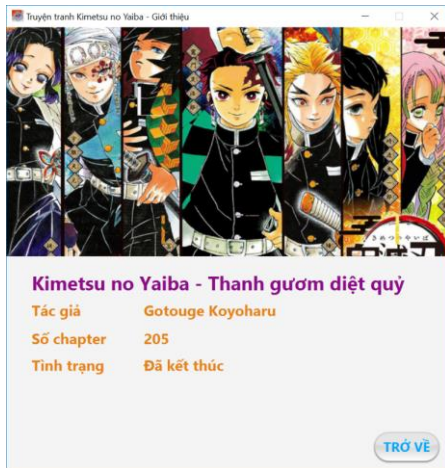 Truyện tranh Kimetsu no Yaiba - Giới thiệu
Kimetsu no Yaiba - Thanh gươm diệt quỷ
Tác giả Gotouge Koyoharu
Số chapter 205
Tình trạng Đã kết thúc
TRỞ VỀ